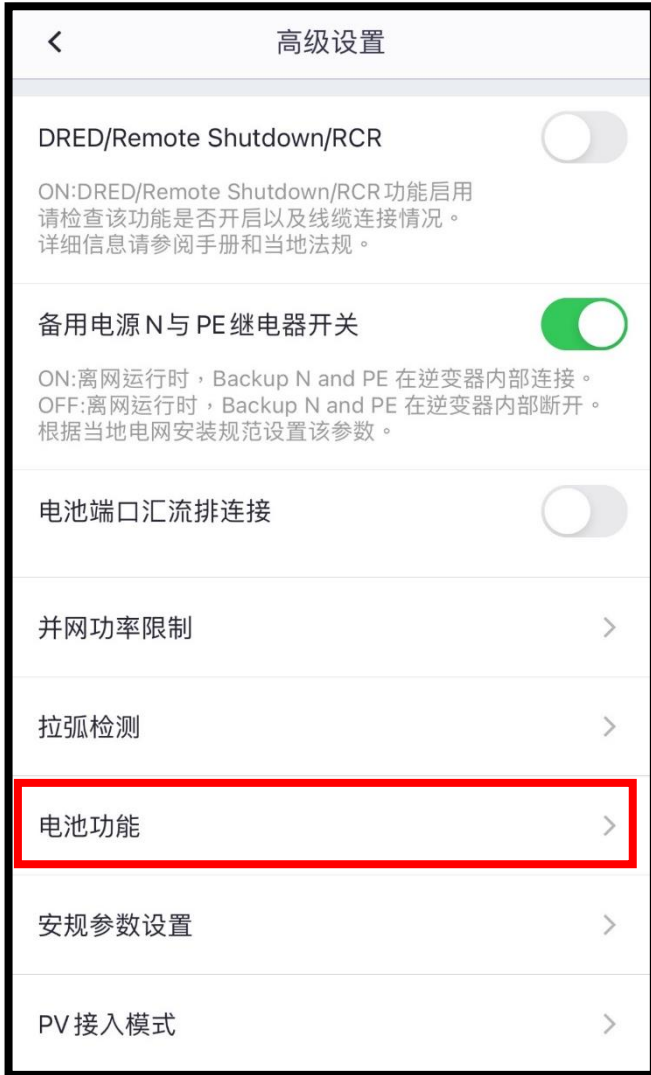 高级设置
DRED/Remote Shutdown/RCR
ON:DRED/Remote Shutdown/RCR功能启用
请检查该功能是否开启以及线缆连接情况。
详细信息请参阅手册和当地法规。
备用电源N与PE继电器开关
ON:离网运行时，Backup N and PE 在逆变器内部连接。
OFF:离网运行时，Backup N and PE 在逆变器内部断开。
根据当地电网安装规范设置该参数。
电池端口汇流排连接
并网功率限制
拉弧检测
电池功能
安规参数设置
PV接入模式